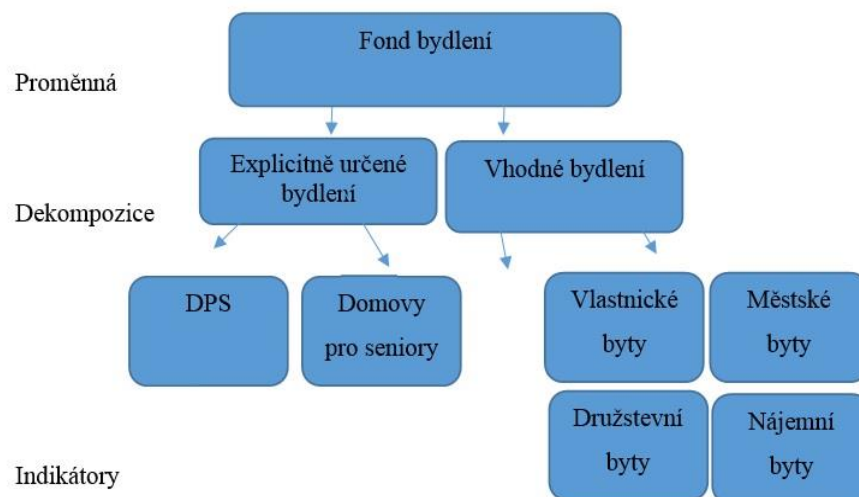 Fond bydlení
Proměnná
Explicitně určené
bydlení
Vhodné bydlení
Dekompozice
DPS
Domovy
pro seniory
Vlastnické
byty
Městské
byty
Družstevní
byty
Nájemní
byty
Indikátory